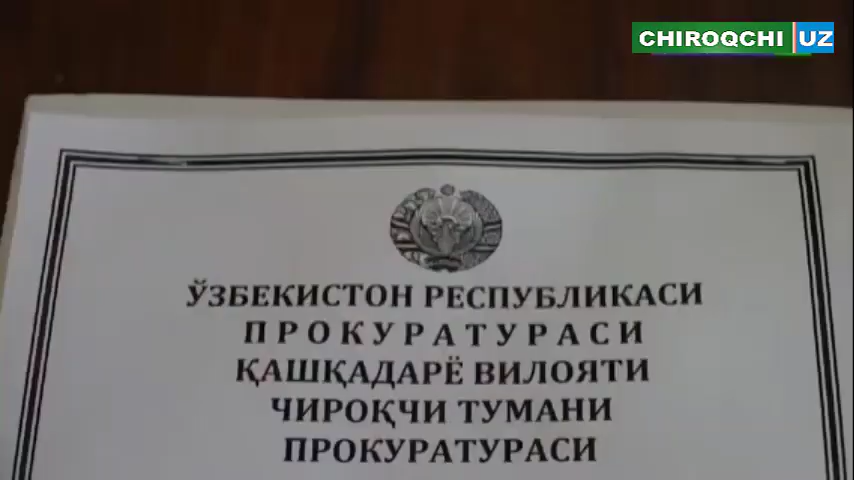 CHIROQCHI UZ
ЎЗБЕКИСТОН РЕСПУБЛИКАСИ
ПРОКУРАТУРАСИ
ҚАШҚАДАРЁ ВИЛОЯТИ
ЧИРОҚЧИ ТУМАНИ
ПРОКУРАТУРАСИ